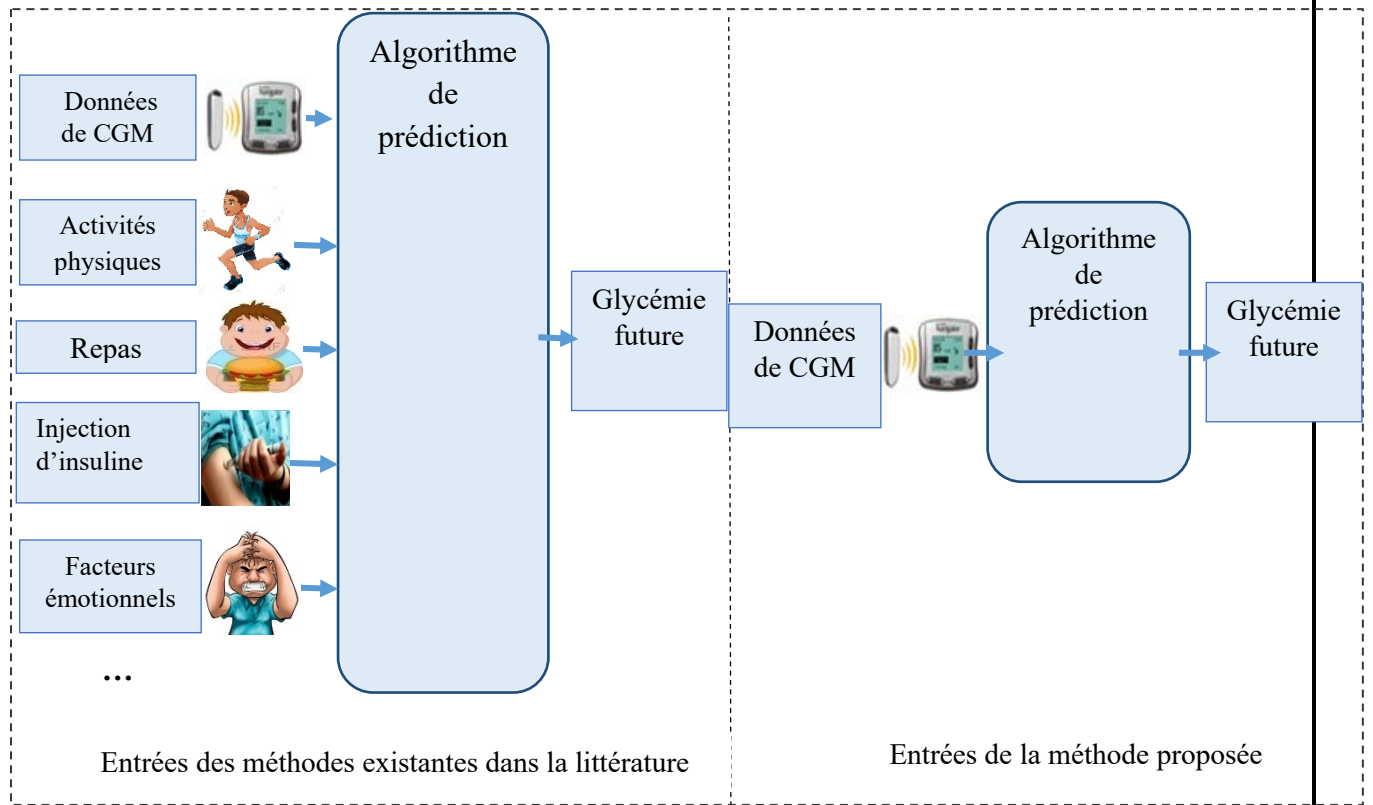 Données
de CGM
Activités
physiques
Repas
Injection
d’insuline
Facteurs
émotionnels
...
Algorithme
de
prédiction
Glycémie
future
Entrées des méthodes existantes dans la littérature
Données
de CGM
Algorithme
de
prédiction
Glycémie
future
Entrées de la méthode proposée